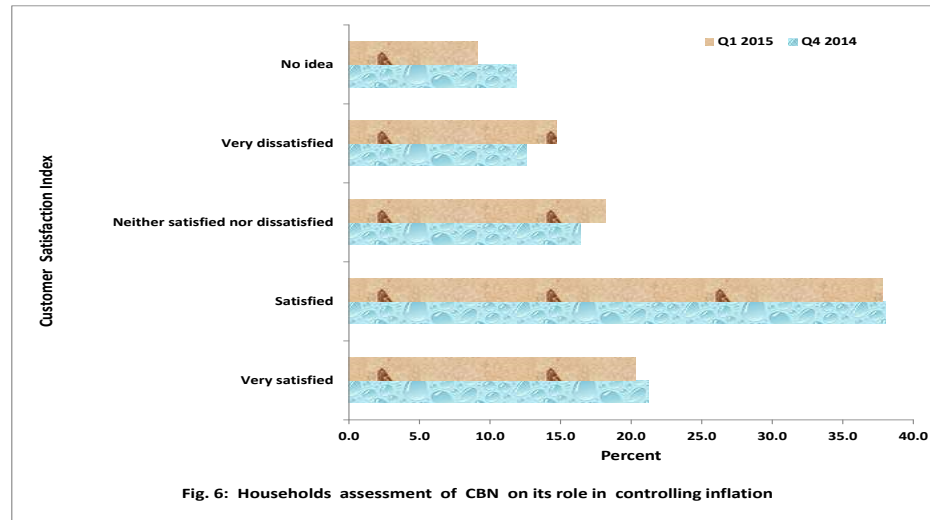 Q1 2015 Q4 2014
Customer Satisfaction Index
No idea
Very dissatisfied
Neither satisfied nor dissatisfied
Satisfied
Very satisfied
0.0 5.0 10.0 15.0 20.0 25.0 30.0 35.0 40.0
Percent
Fig. 6: Households assessment of CBN on its role in controlling inflation